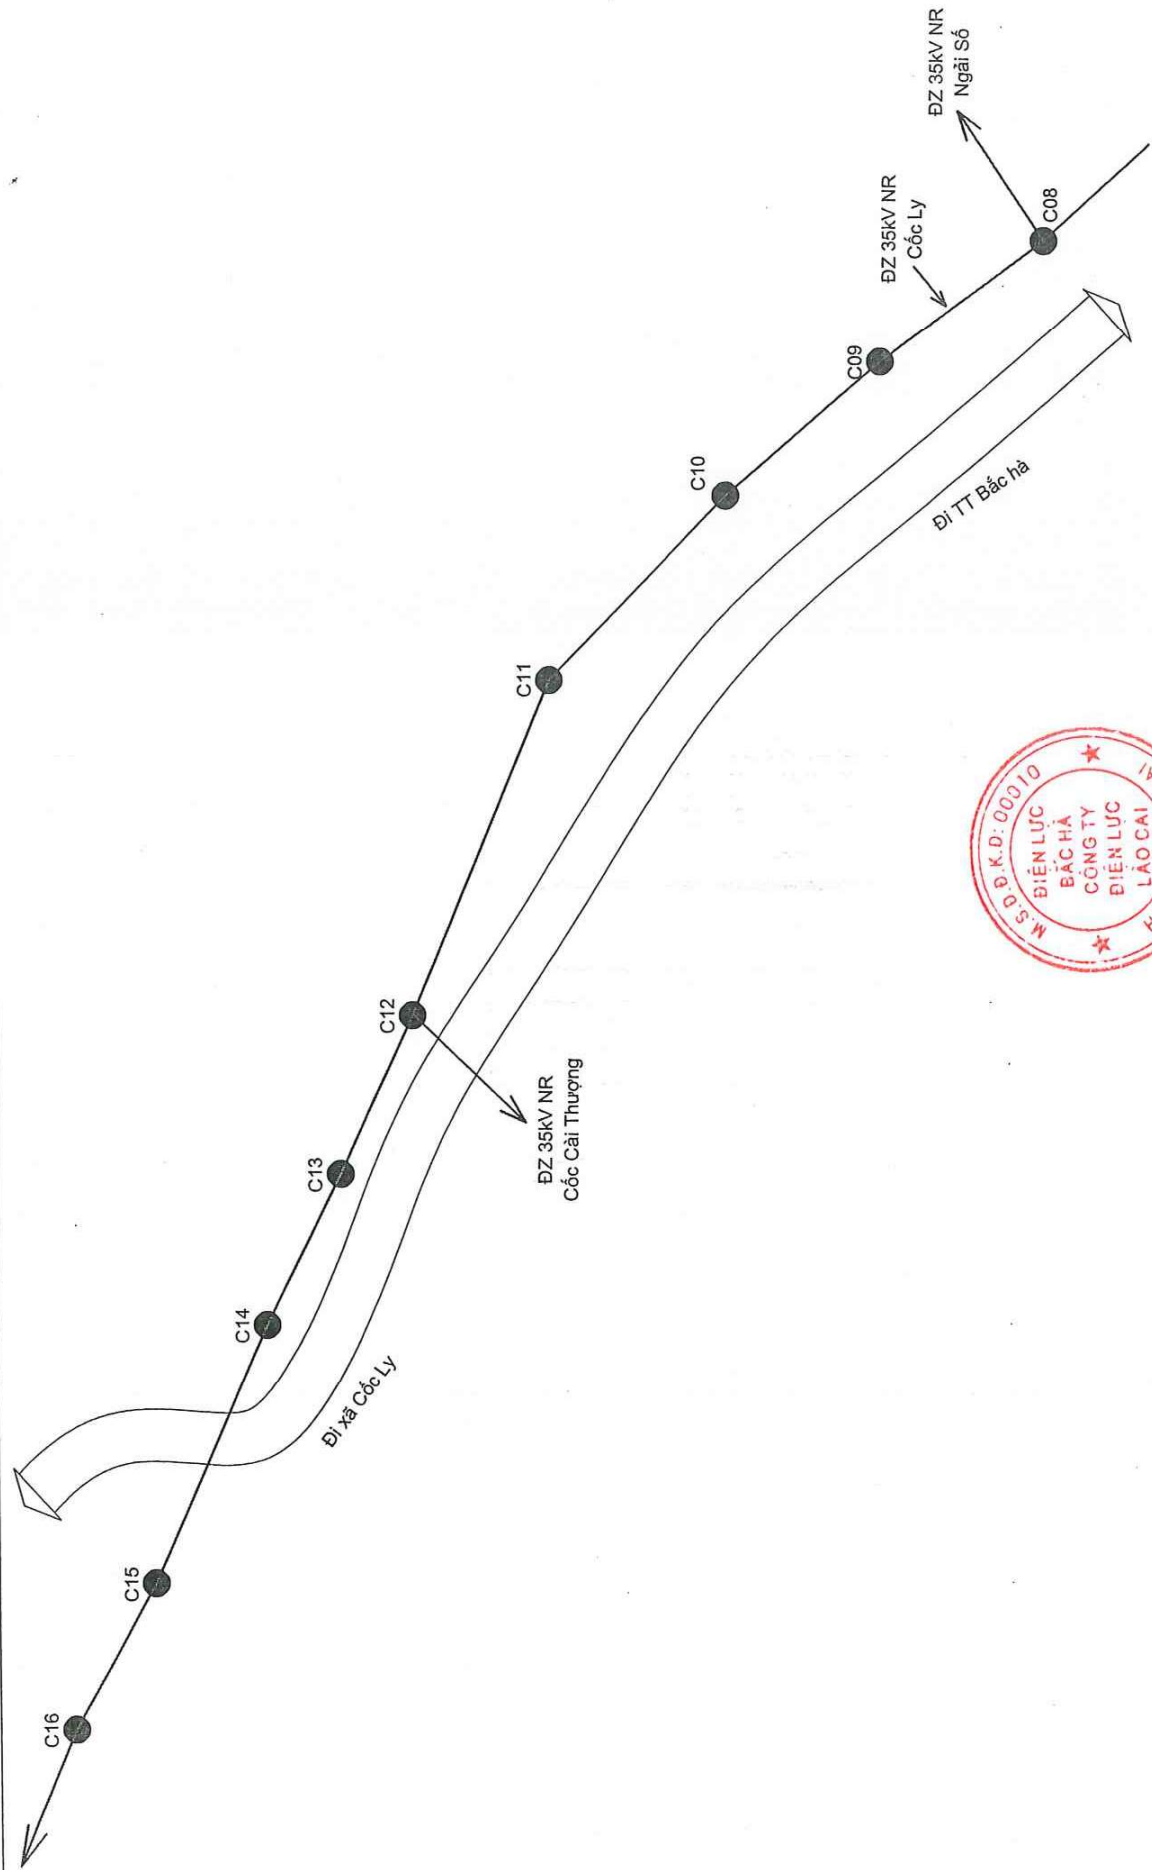 C16
C15
C14
C13
C12
C11
C10
C09
C08
ĐZ 35kV NR
Ngải Số
ĐZ 35kV NR
Cốc Ly
ĐZ 35kV NR
Cốc Cài Thượng
Đi xã Cốc Ly
Đi TT Bắc hà
M.S.D.Đ.K.D: 00010
ĐIỆN LỰC
BẮC HÀ
CÔNG TY
ĐIỆN LỰC
LÀO CAI